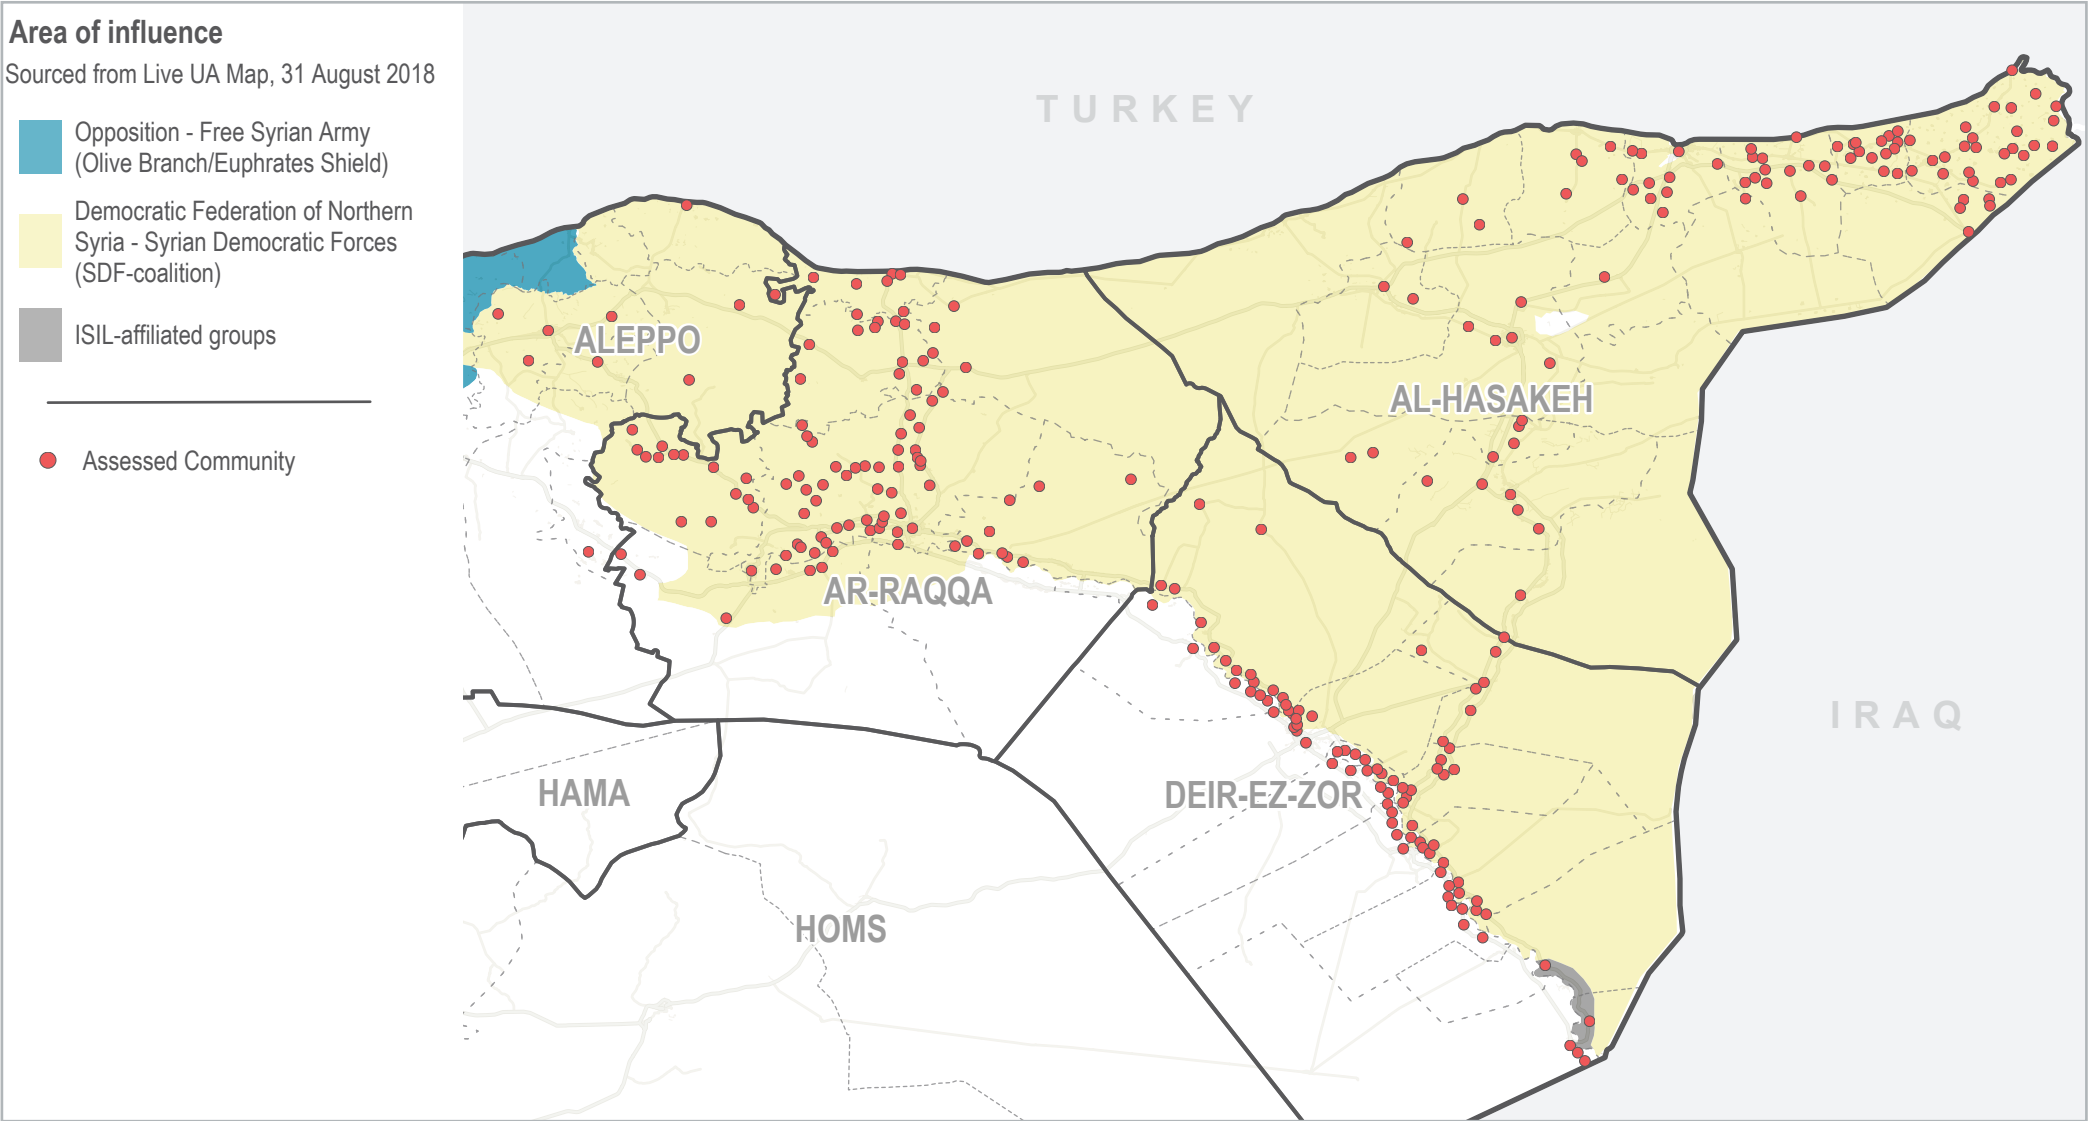 Area of influence
Sourced from Live UA Map, 31 August 2018
Opposition - Free Syrian Army
(Olive Branch/Euphrates Shield)
Democratic Federation of Northern
Syria - Syrian Democratic Forces
(SDF-coalition)
ISIL-affiliated groups
Assessed Community
TURKEY
ALEPPO
AL-HASAKEH
AR-RAQQA
IRAQ
HAMA
DEIR-EZ-ZOR
HOMS